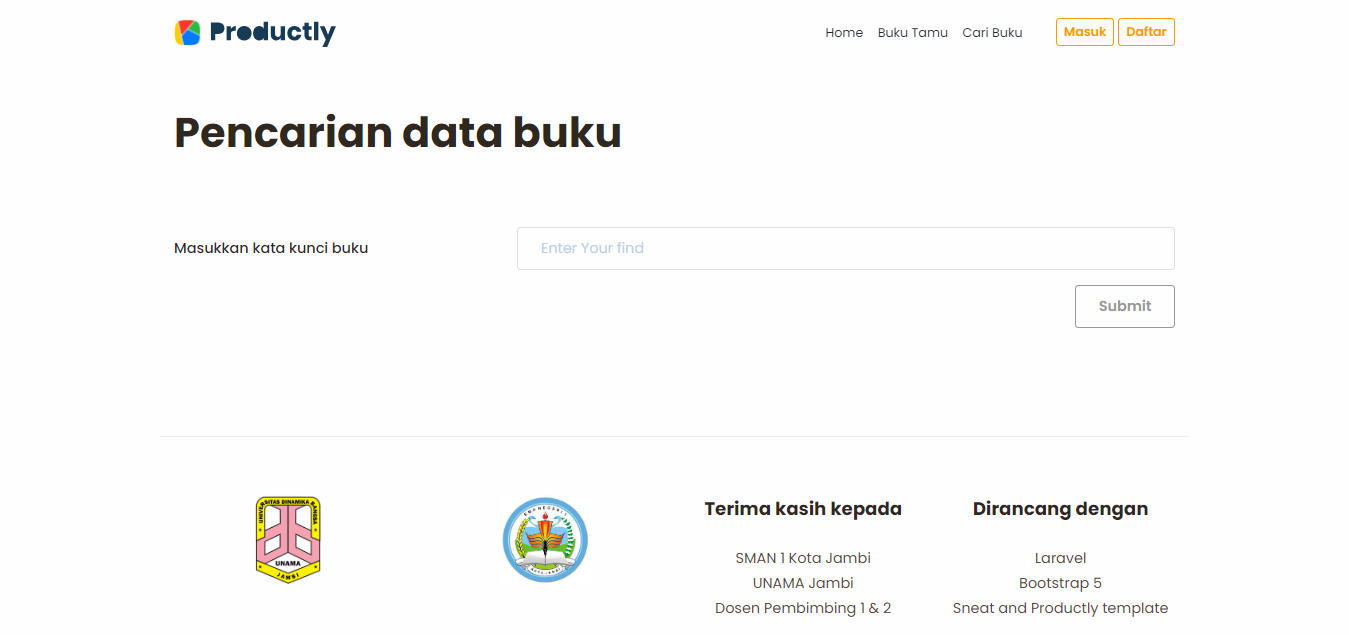 Productly
Home Buku Tamu Cari Buku Masuk Daftar
Pencarian data buku
Masukkan kata kunci buku
Enter Your find
Submit
UNIVERSITAS DINAMIKA BANGSA
UNAMA
JAMBI
Terima kasih kepada
SMAN 1 Kota Jambi
UNAMA Jambi
Dosen Pembimbing 1 & 2
Dirancang dengan
Laravel
Bootstrap 5
Sneat and Productly template